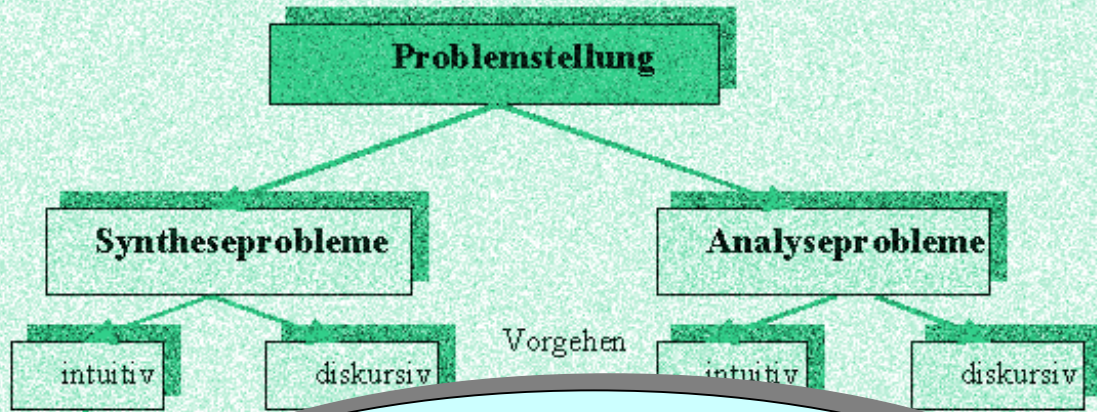 Problemstellung
Syntheseprobleme Analyseprobleme
Vorgehen
intuitiv diskursiv intuitiv diskursiv